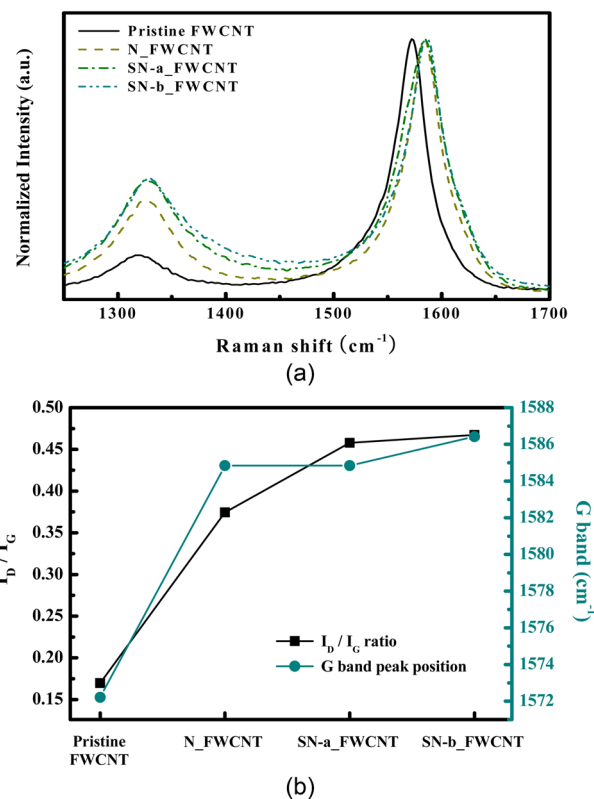 Pristine FWCNT
N_FWCNT
SN-a_FWCNT
SN-b_FWCNT
Normalized Intensity (a.u.)
1300 1400 1500 1600 1700
Raman shift (cm⁻¹)
(a)
0.50
0.45
0.40
0.35
0.30
0.25
0.20
0.15
I_D / I_G
1588
1586
1584
1582
1580
1578
1576
1574
1572
G band (cm⁻¹)
I_D / I_G ratio
G band peak position
Pristine FWCNT N_FWCNT SN-a_FWCNT SN-b_FWCNT
(b)